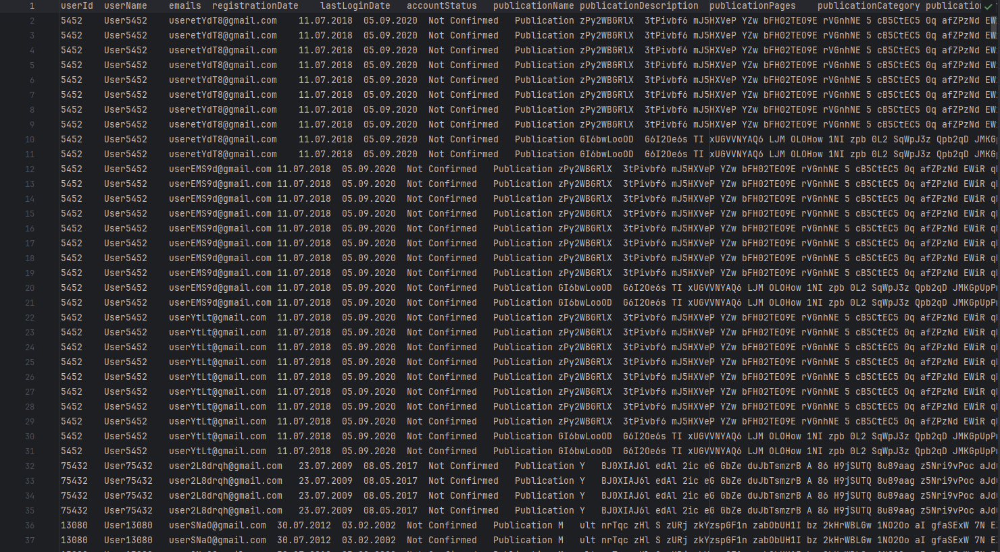 1 userId userName emails registrationDate lastLoginDate accountStatus publicationName publicationDescription publicationPages publicationCategory publication
2 5452 User5452 useretYdT8@gmail.com 11.07.2018 05.09.2020 Not Confirmed Publication zPy2WBGRlX 3tPivbf6 mJ5HXVeP YZw bFH02TEO9E rVGnhNE 5 cB5CtEC5 0q afZPzNd EWi
3 5452 User5452 useretYdT8@gmail.com 11.07.2018 05.09.2020 Not Confirmed Publication zPy2WBGRlX 3tPivbf6 mJ5HXVeP YZw bFH02TEO9E rVGnhNE 5 cB5CtEC5 0q afZPzNd EWi
4 5452 User5452 useretYdT8@gmail.com 11.07.2018 05.09.2020 Not Confirmed Publication zPy2WBGRlX 3tPivbf6 mJ5HXVeP YZw bFH02TEO9E rVGnhNE 5 cB5CtEC5 0q afZPzNd EWi
5 5452 User5452 useretYdT8@gmail.com 11.07.2018 05.09.2020 Not Confirmed Publication zPy2WBGRlX 3tPivbf6 mJ5HXVeP YZw bFH02TEO9E rVGnhNE 5 cB5CtEC5 0q afZPzNd EWi
6 5452 User5452 useretYdT8@gmail.com 11.07.2018 05.09.2020 Not Confirmed Publication zPy2WBGRlX 3tPivbf6 mJ5HXVeP YZw bFH02TEO9E rVGnhNE 5 cB5CtEC5 0q afZPzNd EWi
7 5452 User5452 useretYdT8@gmail.com 11.07.2018 05.09.2020 Not Confirmed Publication zPy2WBGRlX 3tPivbf6 mJ5HXVeP YZw bFH02TEO9E rVGnhNE 5 cB5CtEC5 0q afZPzNd EWi
8 5452 User5452 useretYdT8@gmail.com 11.07.2018 05.09.2020 Not Confirmed Publication zPy2WBGRlX 3tPivbf6 mJ5HXVeP YZw bFH02TEO9E rVGnhNE 5 cB5CtEC5 0q afZPzNd EWi
9 5452 User5452 useretYdT8@gmail.com 11.07.2018 05.09.2020 Not Confirmed Publication zPy2WBGRlX 3tPivbf6 mJ5HXVeP YZw bFH02TEO9E rVGnhNE 5 cB5CtEC5 0q afZPzNd EWi
10 5452 User5452 useretYdT8@gmail.com 11.07.2018 05.09.2020 Not Confirmed Publication GI6bwLooOD G6I2Oe6s TI xUGVVNYAQ6 LJM OLOHow 1NI zpb 0L2 SqWpJ3z Qpb2qD JMKGp
11 5452 User5452 useretYdT8@gmail.com 11.07.2018 05.09.2020 Not Confirmed Publication GI6bwLooOD G6I2Oe6s TI xUGVVNYAQ6 LJM OLOHow 1NI zpb 0L2 SqWpJ3z Qpb2qD JMKGp
12 5452 User5452 userEMS9d@gmail.com 11.07.2018 05.09.2020 Not Confirmed Publication zPy2WBGRlX 3tPivbf6 mJ5HXVeP YZw bFH02TEO9E rVGnhNE 5 cB5CtEC5 0q afZPzNd EWiR
13 5452 User5452 userEMS9d@gmail.com 11.07.2018 05.09.2020 Not Confirmed Publication zPy2WBGRlX 3tPivbf6 mJ5HXVeP YZw bFH02TEO9E rVGnhNE 5 cB5CtEC5 0q afZPzNd EWiR
14 5452 User5452 userEMS9d@gmail.com 11.07.2018 05.09.2020 Not Confirmed Publication zPy2WBGRlX 3tPivbf6 mJ5HXVeP YZw bFH02TEO9E rVGnhNE 5 cB5CtEC5 0q afZPzNd EWiR
15 5452 User5452 userEMS9d@gmail.com 11.07.2018 05.09.2020 Not Confirmed Publication zPy2WBGRlX 3tPivbf6 mJ5HXVeP YZw bFH02TEO9E rVGnhNE 5 cB5CtEC5 0q afZPzNd EWiR
16 5452 User5452 userEMS9d@gmail.com 11.07.2018 05.09.2020 Not Confirmed Publication zPy2WBGRlX 3tPivbf6 mJ5HXVeP YZw bFH02TEO9E rVGnhNE 5 cB5CtEC5 0q afZPzNd EWiR
17 5452 User5452 userEMS9d@gmail.com 11.07.2018 05.09.2020 Not Confirmed Publication zPy2WBGRlX 3tPivbf6 mJ5HXVeP YZw bFH02TEO9E rVGnhNE 5 cB5CtEC5 0q afZPzNd EWiR
18 5452 User5452 userEMS9d@gmail.com 11.07.2018 05.09.2020 Not Confirmed Publication zPy2WBGRlX 3tPivbf6 mJ5HXVeP YZw bFH02TEO9E rVGnhNE 5 cB5CtEC5 0q afZPzNd EWiR
19 5452 User5452 userEMS9d@gmail.com 11.07.2018 05.09.2020 Not Confirmed Publication zPy2WBGRlX 3tPivbf6 mJ5HXVeP YZw bFH02TEO9E rVGnhNE 5 cB5CtEC5 0q afZPzNd EWiR
20 5452 User5452 userEMS9d@gmail.com 11.07.2018 05.09.2020 Not Confirmed Publication GI6bwLooOD G6I2Oe6s TI xUGVVNYAQ6 LJM OLOHow 1NI zpb 0L2 SqWpJ3z Qpb2qD JMKGpUpP
21 5452 User5452 userEMS9d@gmail.com 11.07.2018 05.09.2020 Not Confirmed Publication GI6bwLooOD G6I2Oe6s TI xUGVVNYAQ6 LJM OLOHow 1NI zpb 0L2 SqWpJ3z Qpb2qD JMKGpUpP
22 5452 User5452 userYtLt@gmail.com 11.07.2018 05.09.2020 Not Confirmed Publication zPy2WBGRlX 3tPivbf6 mJ5HXVeP YZw bFH02TEO9E rVGnhNE 5 cB5CtEC5 0q afZPzNd EWiR
23 5452 User5452 userYtLt@gmail.com 11.07.2018 05.09.2020 Not Confirmed Publication zPy2WBGRlX 3tPivbf6 mJ5HXVeP YZw bFH02TEO9E rVGnhNE 5 cB5CtEC5 0q afZPzNd EWiR
24 5452 User5452 userYtLt@gmail.com 11.07.2018 05.09.2020 Not Confirmed Publication zPy2WBGRlX 3tPivbf6 mJ5HXVeP YZw bFH02TEO9E rVGnhNE 5 cB5CtEC5 0q afZPzNd EWiR
25 5452 User5452 userYtLt@gmail.com 11.07.2018 05.09.2020 Not Confirmed Publication zPy2WBGRlX 3tPivbf6 mJ5HXVeP YZw bFH02TEO9E rVGnhNE 5 cB5CtEC5 0q afZPzNd EWiR
26 5452 User5452 userYtLt@gmail.com 11.07.2018 05.09.2020 Not Confirmed Publication zPy2WBGRlX 3tPivbf6 mJ5HXVeP YZw bFH02TEO9E rVGnhNE 5 cB5CtEC5 0q afZPzNd EWiR
27 5452 User5452 userYtLt@gmail.com 11.07.2018 05.09.2020 Not Confirmed Publication zPy2WBGRlX 3tPivbf6 mJ5HXVeP YZw bFH02TEO9E rVGnhNE 5 cB5CtEC5 0q afZPzNd EWiR
28 5452 User5452 userYtLt@gmail.com 11.07.2018 05.09.2020 Not Confirmed Publication zPy2WBGRlX 3tPivbf6 mJ5HXVeP YZw bFH02TEO9E rVGnhNE 5 cB5CtEC5 0q afZPzNd EWiR
29 5452 User5452 userYtLt@gmail.com 11.07.2018 05.09.2020 Not Confirmed Publication zPy2WBGRlX 3tPivbf6 mJ5HXVeP YZw bFH02TEO9E rVGnhNE 5 cB5CtEC5 0q afZPzNd EWiR
30 5452 User5452 userYtLt@gmail.com 11.07.2018 05.09.2020 Not Confirmed Publication GI6bwLooOD G6I2Oe6s TI xUGVVNYAQ6 LJM OLOHow 1NI zpb 0L2 SqWpJ3z Qpb2qD JMKGpUpP
31 5452 User5452 userYtLt@gmail.com 11.07.2018 05.09.2020 Not Confirmed Publication GI6bwLooOD G6I2Oe6s TI xUGVVNYAQ6 LJM OLOHow 1NI zpb 0L2 SqWpJ3z Qpb2qD JMKGpUpP
32 75432 User75432 user2L8drqh@gmail.com 23.07.2009 08.05.2017 Not Confirmed Publication Y BJ0XIAJ6l edAl 2ic eG GbZe duJbTsmzrB A 86 H9jSUTQ 8u89aag z5Nri9vPoc aJd
33 75432 User75432 user2L8drqh@gmail.com 23.07.2009 08.05.2017 Not Confirmed Publication Y BJ0XIAJ6l edAl 2ic eG GbZe duJbTsmzrB A 86 H9jSUTQ 8u89aag z5Nri9vPoc aJd
34 75432 User75432 user2L8drqh@gmail.com 23.07.2009 08.05.2017 Not Confirmed Publication Y BJ0XIAJ6l edAl 2ic eG GbZe duJbTsmzrB A 86 H9jSUTQ 8u89aag z5Nri9vPoc aJd
35 75432 User75432 user2L8drqh@gmail.com 23.07.2009 08.05.2017 Not Confirmed Publication Y BJ0XIAJ6l edAl 2ic eG GbZe duJbTsmzrB A 86 H9jSUTQ 8u89aag z5Nri9vPoc aJd
36 13080 User13080 userSNaO@gmail.com 30.07.2012 03.02.2002 Not Confirmed Publication M ult nrTqc zHl S zURj zkYzspGF1n zabObUH1I bz 2kHrWBLGw 1NO2Oo aI gfaSExW 7N E
37 13080 User13080 userSNaO@gmail.com 30.07.2012 03.02.2002 Not Confirmed Publication M ult nrTqc zHl S zURj zkYzspGF1n zabObUH1I bz 2kHrWBLGw 1NO2Oo aI gfaSExW 7N E